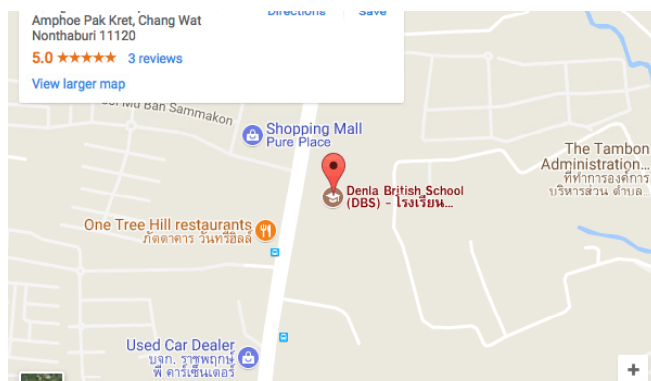 Amphoe Pak Kret, Chang Wat
Nonthaburi 11120
Directions
Save
5.0 ★★★★★ 3 reviews
View larger map
Mu Ban Sammakon
Shopping Mall
Pure Place
The Tambon
Administration...
ที่ทำการองค์การ
บริหารส่วน ตำบล...
Denla British School
(DBS) - โรงเรียน...
One Tree Hill restaurants
ภัตตาคาร วันทรีฮิลล์
Used Car Dealer
บจก. ราชพฤกษ์
พี คาร์เซ็นเตอร์
+